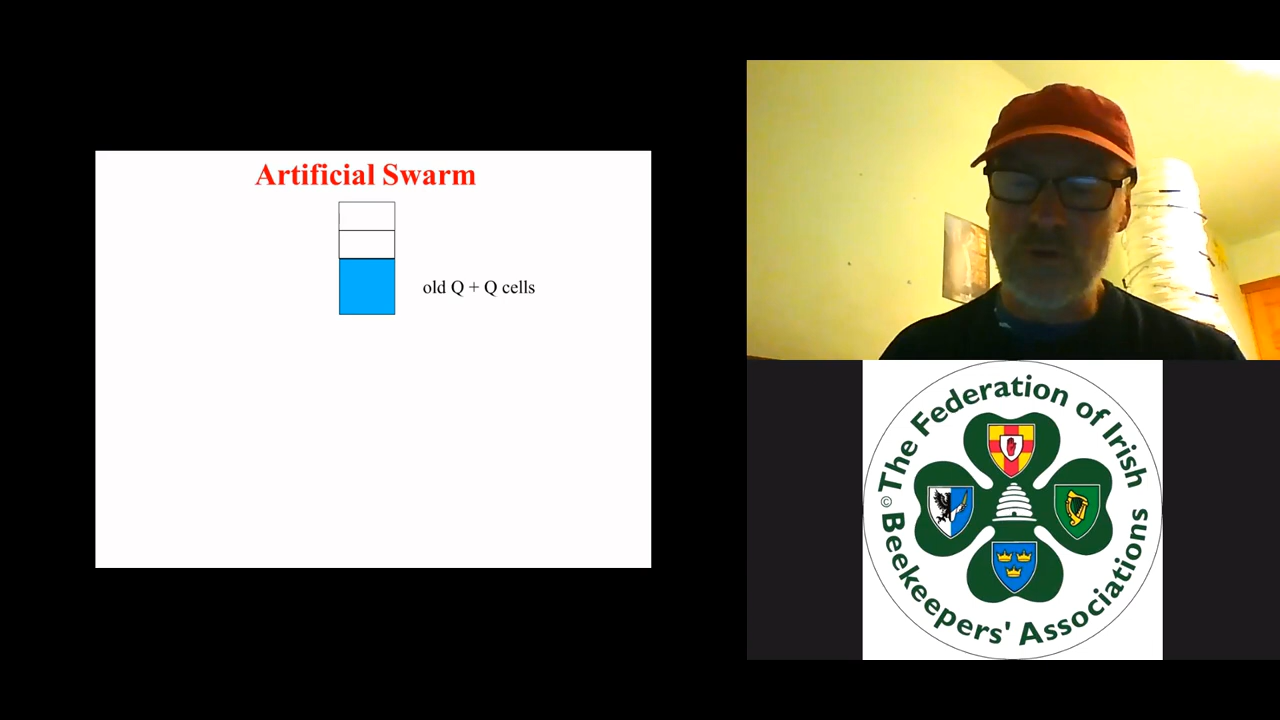 Artificial Swarm
old Q + Q cells
The Federation of Irish
Beekeepers' Associations
©